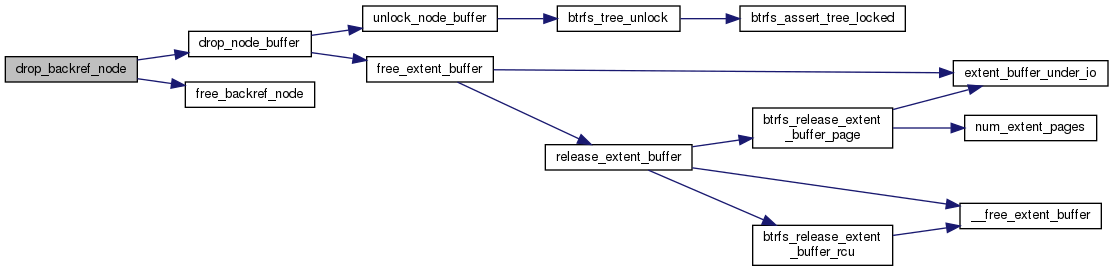 drop_backref_node
drop_node_buffer
free_backref_node
unlock_node_buffer
free_extent_buffer
btrfs_tree_unlock
btrfs_assert_tree_locked
release_extent_buffer
extent_buffer_under_io
btrfs_release_extent
_buffer_page
num_extent_pages
btrfs_release_extent
_buffer_rcu
__free_extent_buffer